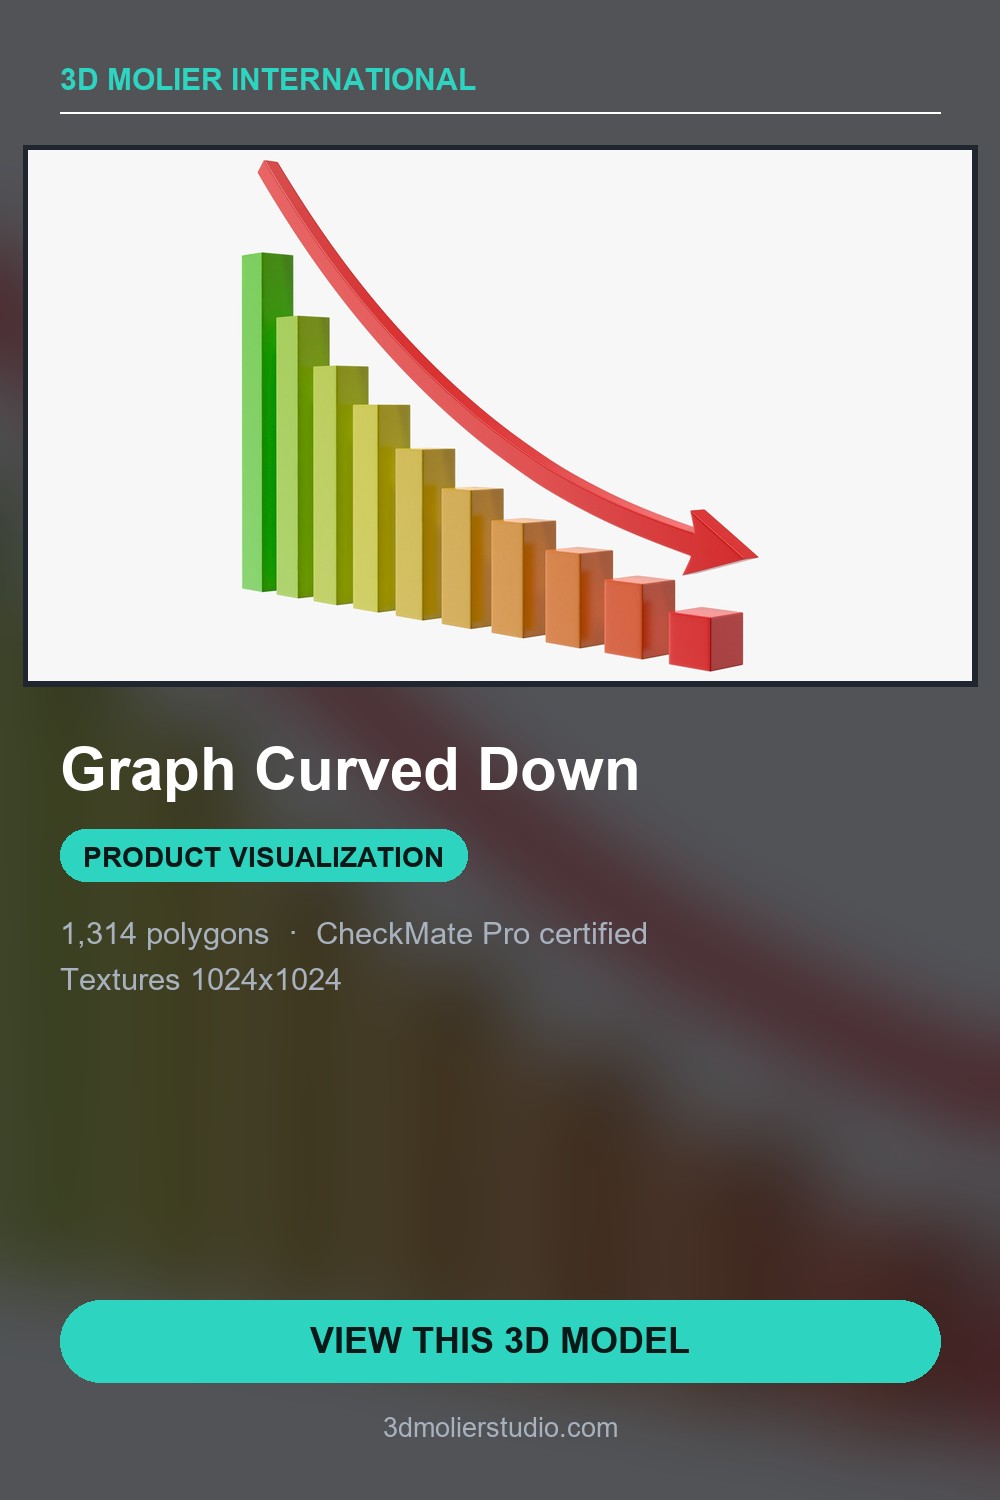 3D MOLIER INTERNATIONAL
Graph Curved Down
PRODUCT VISUALIZATION
1,314 polygons · CheckMate Pro certified
Textures 1024x1024
VIEW THIS 3D MODEL
3dmolierstudio.com